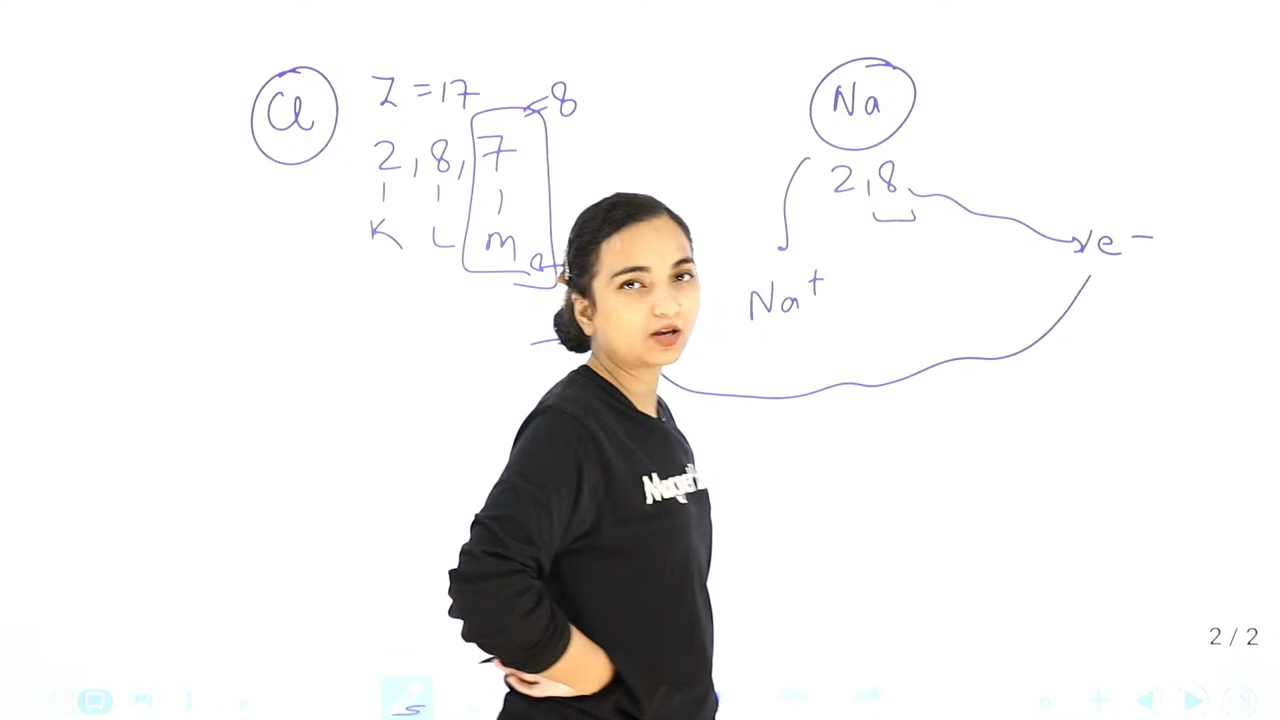 Cl
Z = 17
8
2, 8, 7
K L M
e
Na
2, 8
e-
Na+
2 / 2